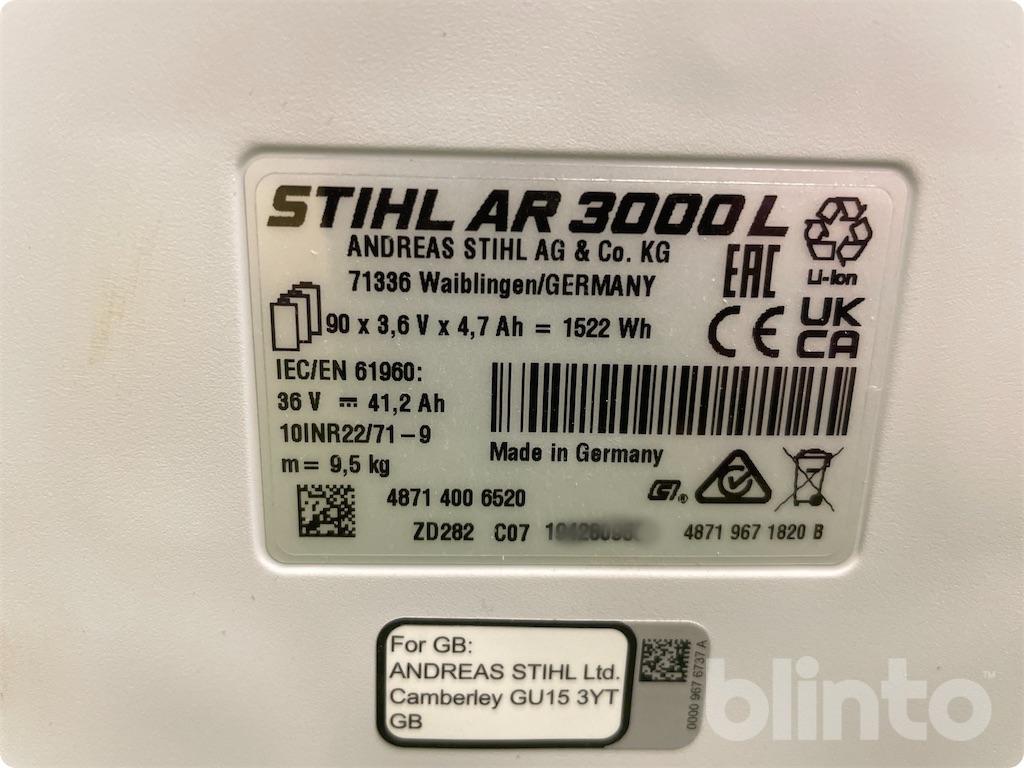 STIHL AR 3000 L
ANDREAS STIHL AG & Co. KG
71336 Waiblingen/GERMANY
EAC
Li-Ion
90 x 3,6 V x 4,7 Ah = 1522 Wh
CE
UK
CA
IEC/EN 61960:
36 V ⎓ 41,2 Ah
10INR22/71-9
m= 9,5 kg
Made in Germany
4871 400 6520
ZD282 C07
4871 967 1820 B
For GB:
ANDREAS STIHL Ltd.
Camberley GU15 3YT
GB
0000 967 6737 A
blinto™